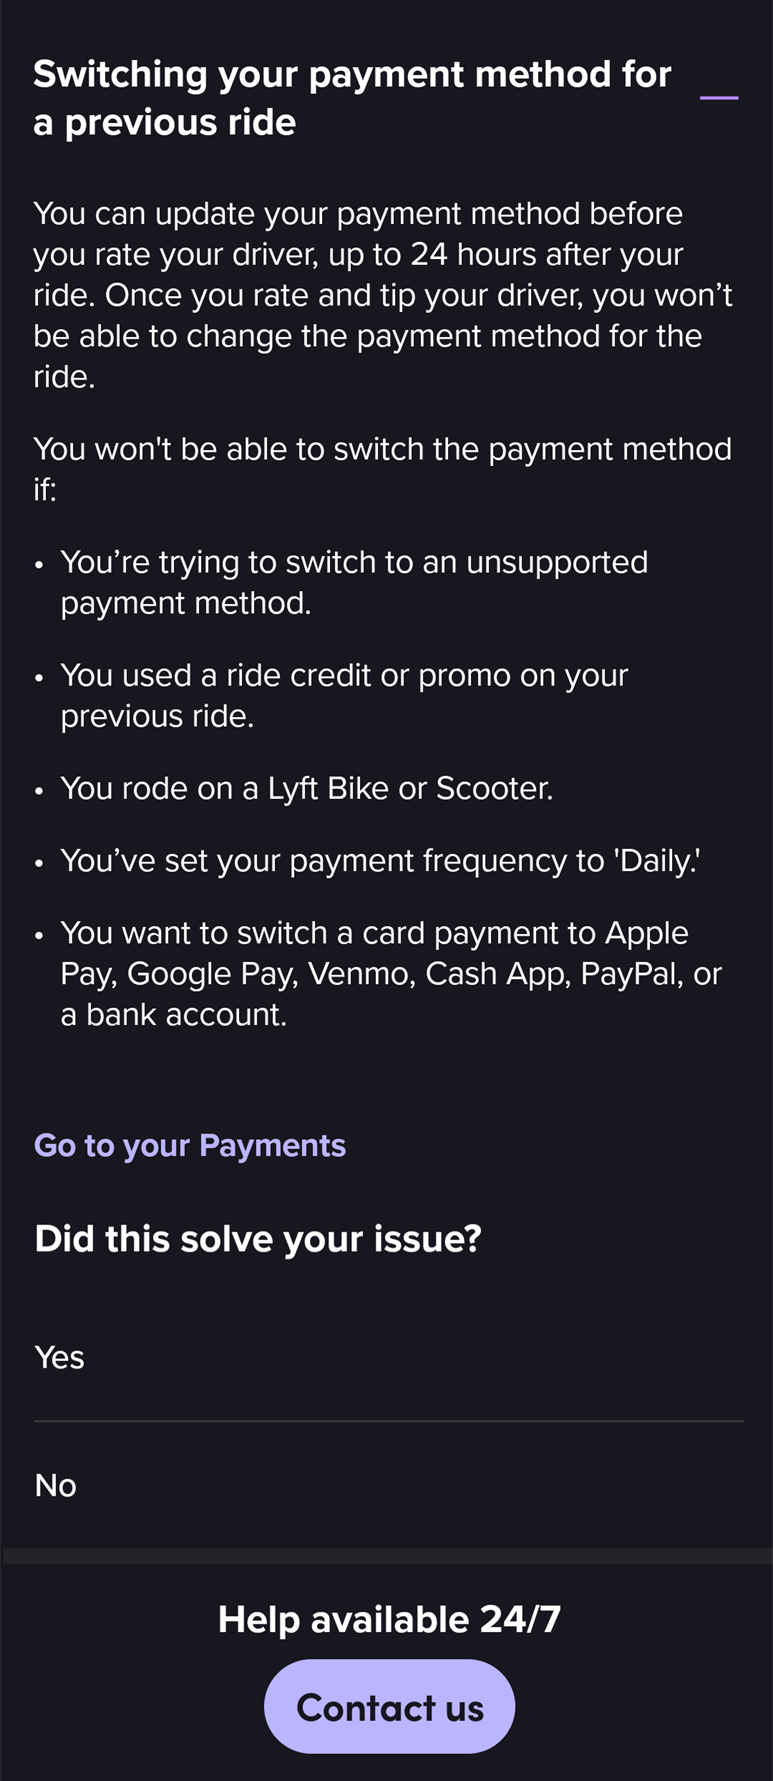 Switching your payment method for
a previous ride
You can update your payment method before
you rate your driver, up to 24 hours after your
ride. Once you rate and tip your driver, you won’t
be able to change the payment method for the
ride.
You won't be able to switch the payment method
if:
• You’re trying to switch to an unsupported
payment method.
• You used a ride credit or promo on your
previous ride.
• You rode on a Lyft Bike or Scooter.
• You’ve set your payment frequency to 'Daily.'
• You want to switch a card payment to Apple
Pay, Google Pay, Venmo, Cash App, PayPal, or
a bank account.
Go to your Payments
Did this solve your issue?
Yes
No
Help available 24/7
Contact us